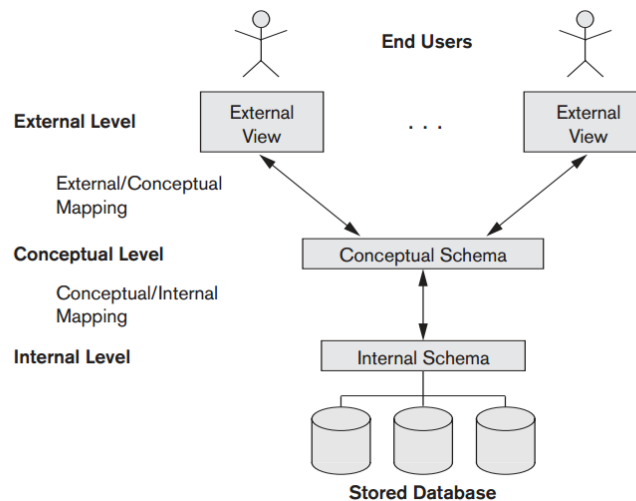 End Users
External Level
External
View
. . .
External
View
External/Conceptual
Mapping
Conceptual Level
Conceptual Schema
Conceptual/Internal
Mapping
Internal Level
Internal Schema
Stored Database